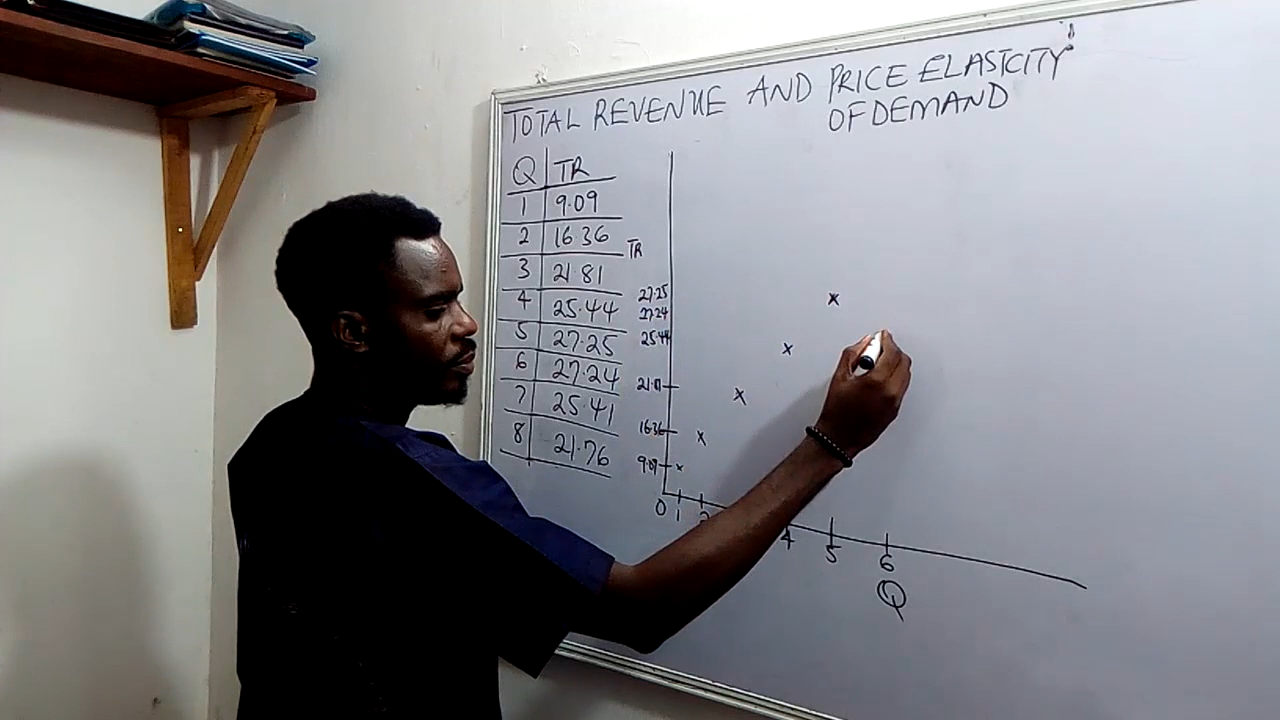 TOTAL REVENUE AND PRICE ELASTCITY
OF DEMAND
Q TR
1 9.09
2 16.36
3 21.81
4 25.44
5 27.25
6 27.24
7 25.41
8 21.76
TR
27.25
27.24
25.44
21.81
16.36
9.09
0 1 2 4 5 6
Q